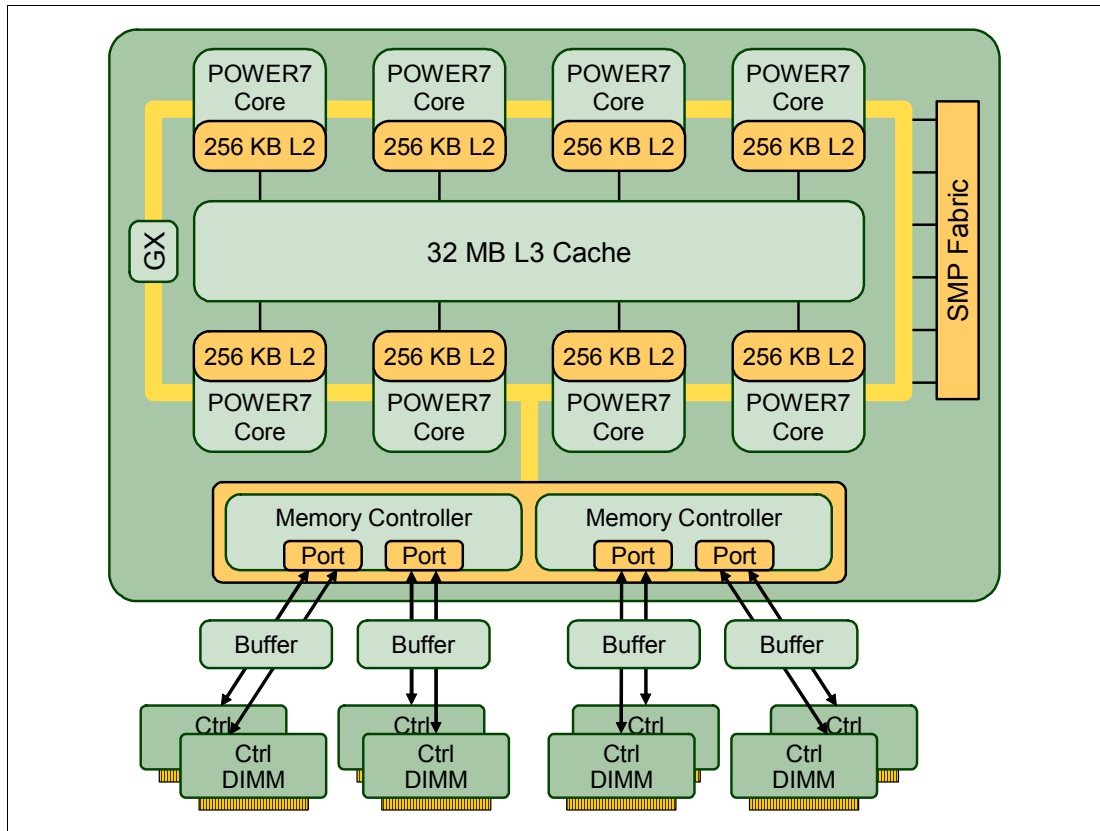 POWER7
Core
256 KB L2
POWER7
Core
256 KB L2
POWER7
Core
256 KB L2
POWER7
Core
256 KB L2
GX
32 MB L3 Cache
SMP Fabric
256 KB L2
POWER7
Core
256 KB L2
POWER7
Core
256 KB L2
POWER7
Core
256 KB L2
POWER7
Core
Memory Controller
Port
Port
Memory Controller
Port
Port
Buffer
Buffer
Buffer
Buffer
Ctrl
Ctrl
DIMM
Ctrl
Ctrl
DIMM
Ctrl
Ctrl
DIMM
Ctrl
Ctrl
DIMM